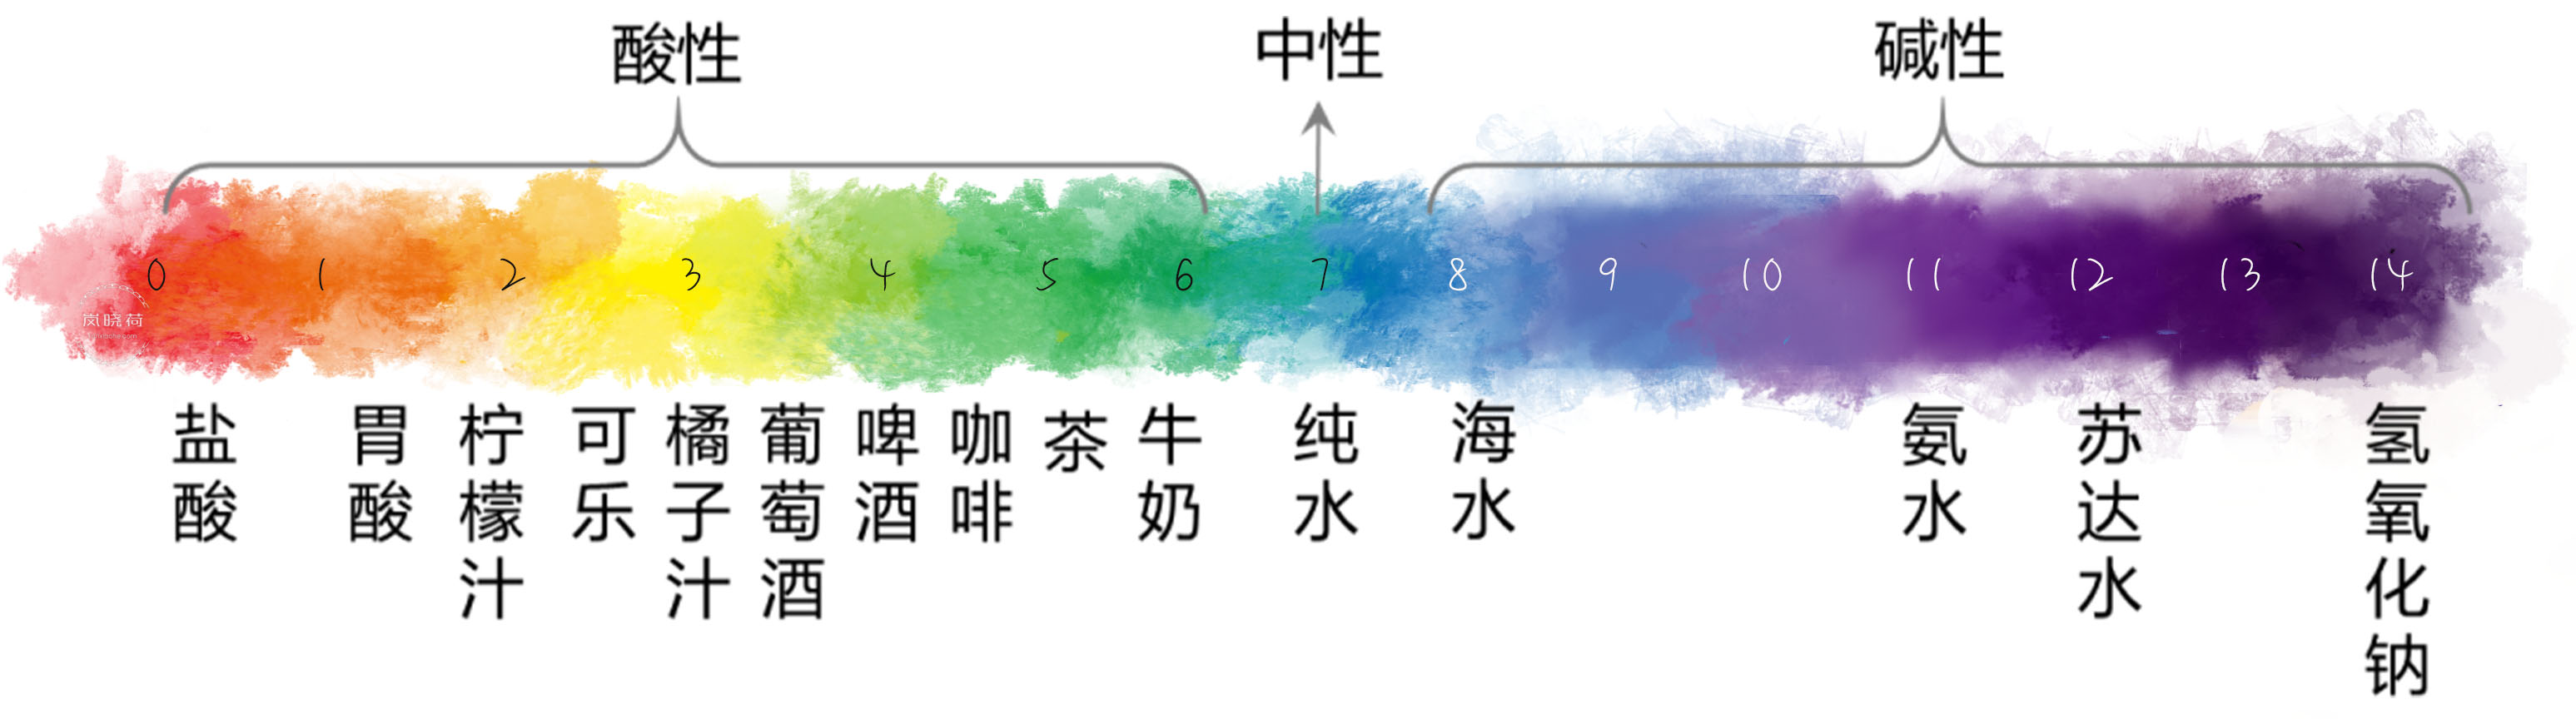 酸性
中性
碱性
0 1 2 3 4 5 6 7 8 9 10 11 12 13 14
岚晓荷
盐酸
胃酸
柠檬汁
可乐
橘子汁
葡萄酒
啤酒
咖啡
茶
牛奶
纯水
海水
氨水
苏达水
氢氧化钠